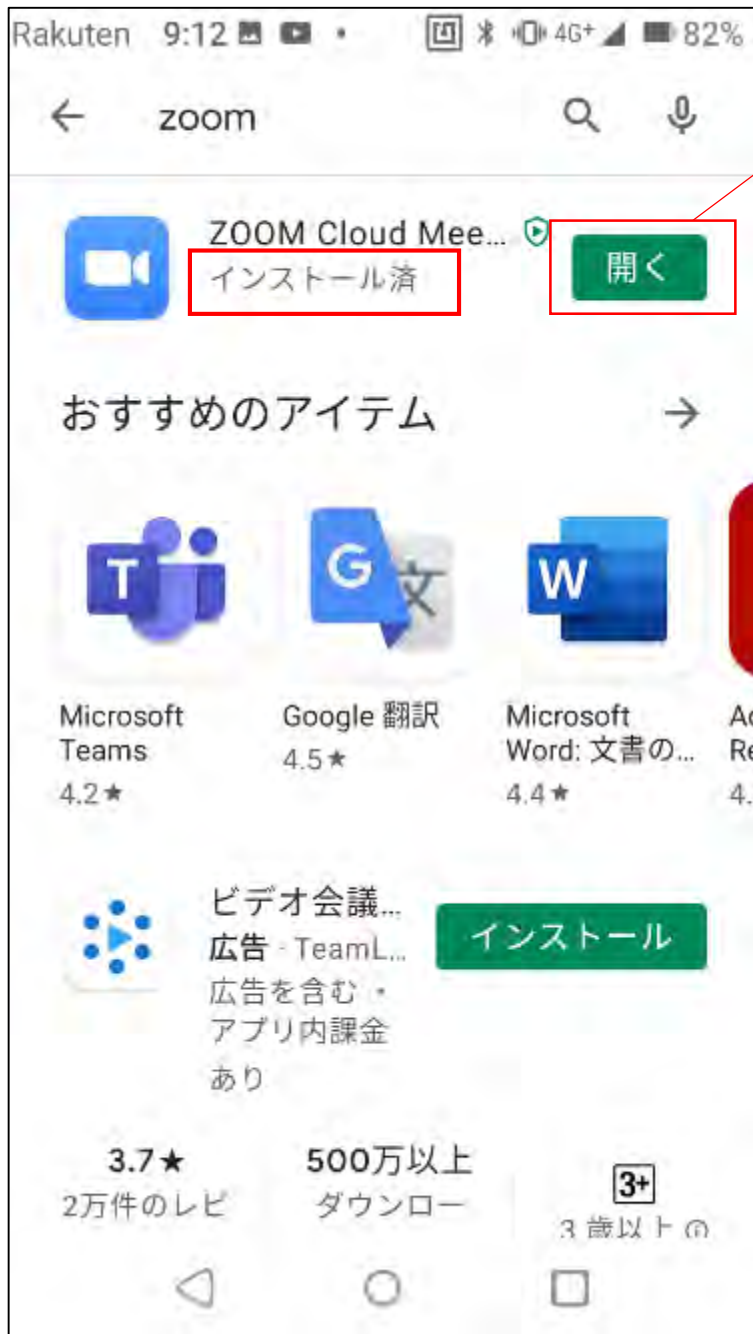 Rakuten 9:12 4G+ 82%
zoom
ZOOM Cloud Mee...
インストール済
開く
おすすめのアイテム
T
G 文
W
Microsoft
Teams
4.2★
Google 翻訳
4.5★
Microsoft
Word: 文書の...
4.4★
Ac
Re
4.
ビデオ会議...
広告 · TeamL...
広告を含む ・
アプリ内課金
あり
インストール
3.7★
2万件のレビ
500万以上
ダウンロー
3+
3 歳以上の